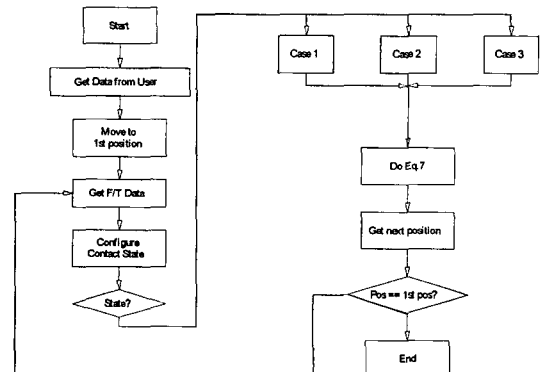 Start
Get Data from User
Move to
1st position
Get F/T Data
Configure
Contact State
State?
Case 1
Case 2
Case 3
Do Eq.7
Get next position
Pos == 1st pos?
End